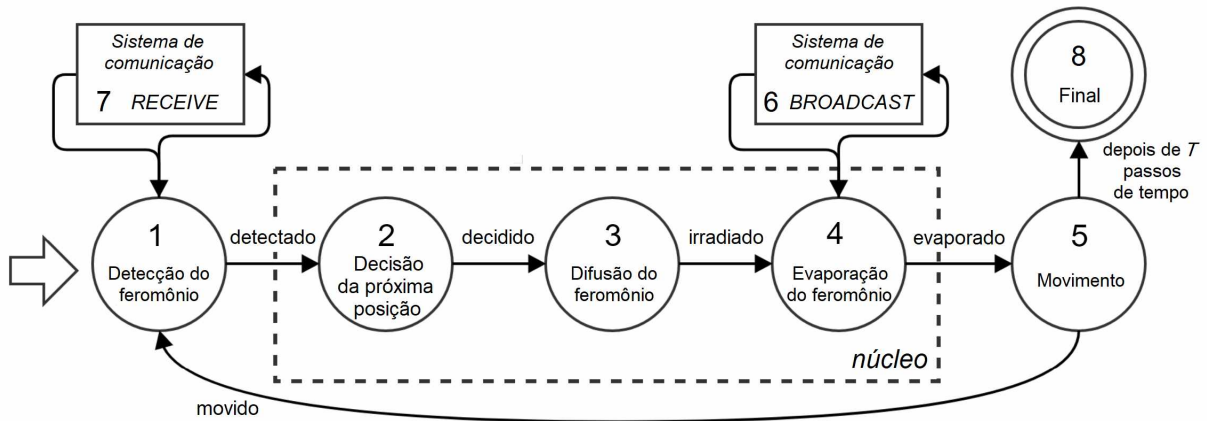 Sistema de
comunicação
7 RECEIVE
Sistema de
comunicação
6 BROADCAST
8
Final
depois de T
passos
de tempo
1
Detecção do
feromônio
detectado
2
Decisão
da próxima
posição
decidido
3
Difusão do
feromônio
irradiado
4
Evaporação
do feromônio
evaporado
5
Movimento
núcleo
movido